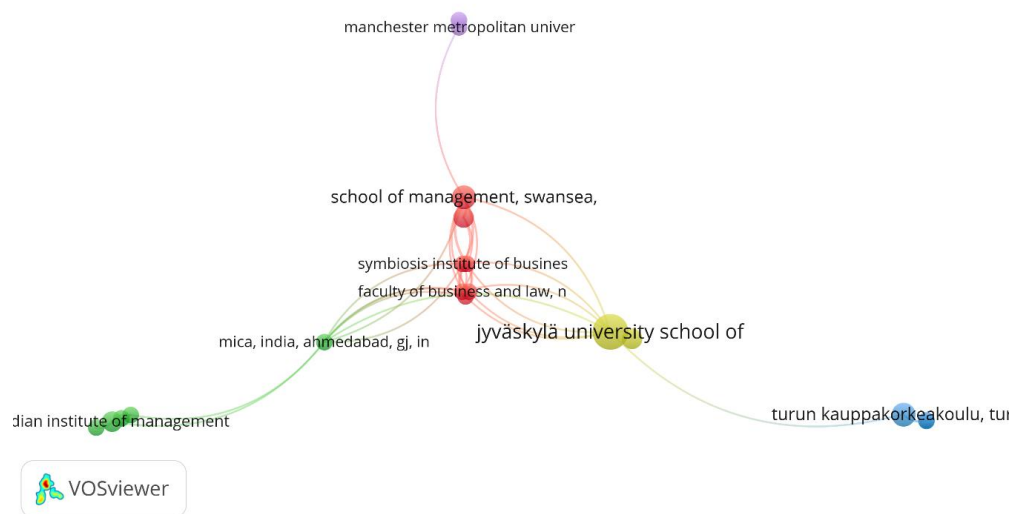 manchester metropolitan univer
school of management, swansea,
symbiosis institute of busines
faculty of business and law, n
jyväskylä university school of
mica, india, ahmedabad, gj, in
turun kauppakorkeakoulu, tur
dian institute of management
VOSviewer